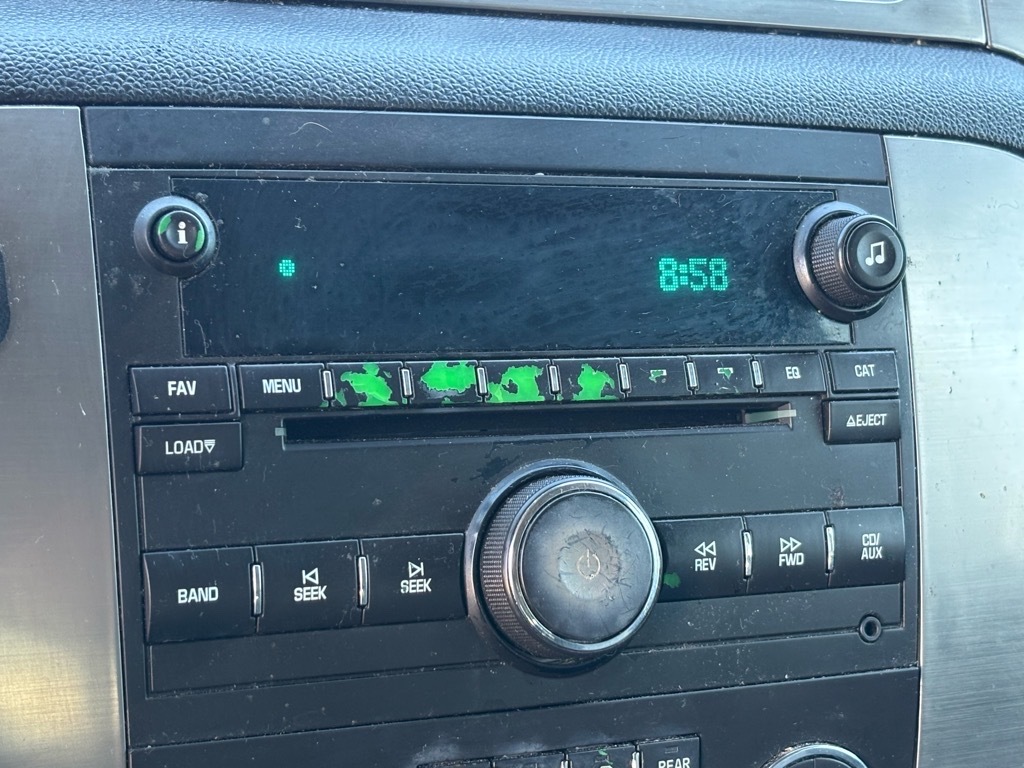 i
8:58
FAV
MENU
EQ
CAT
LOAD
EJECT
BAND
SEEK
SEEK
REV
FWD
CD/
AUX
REAR